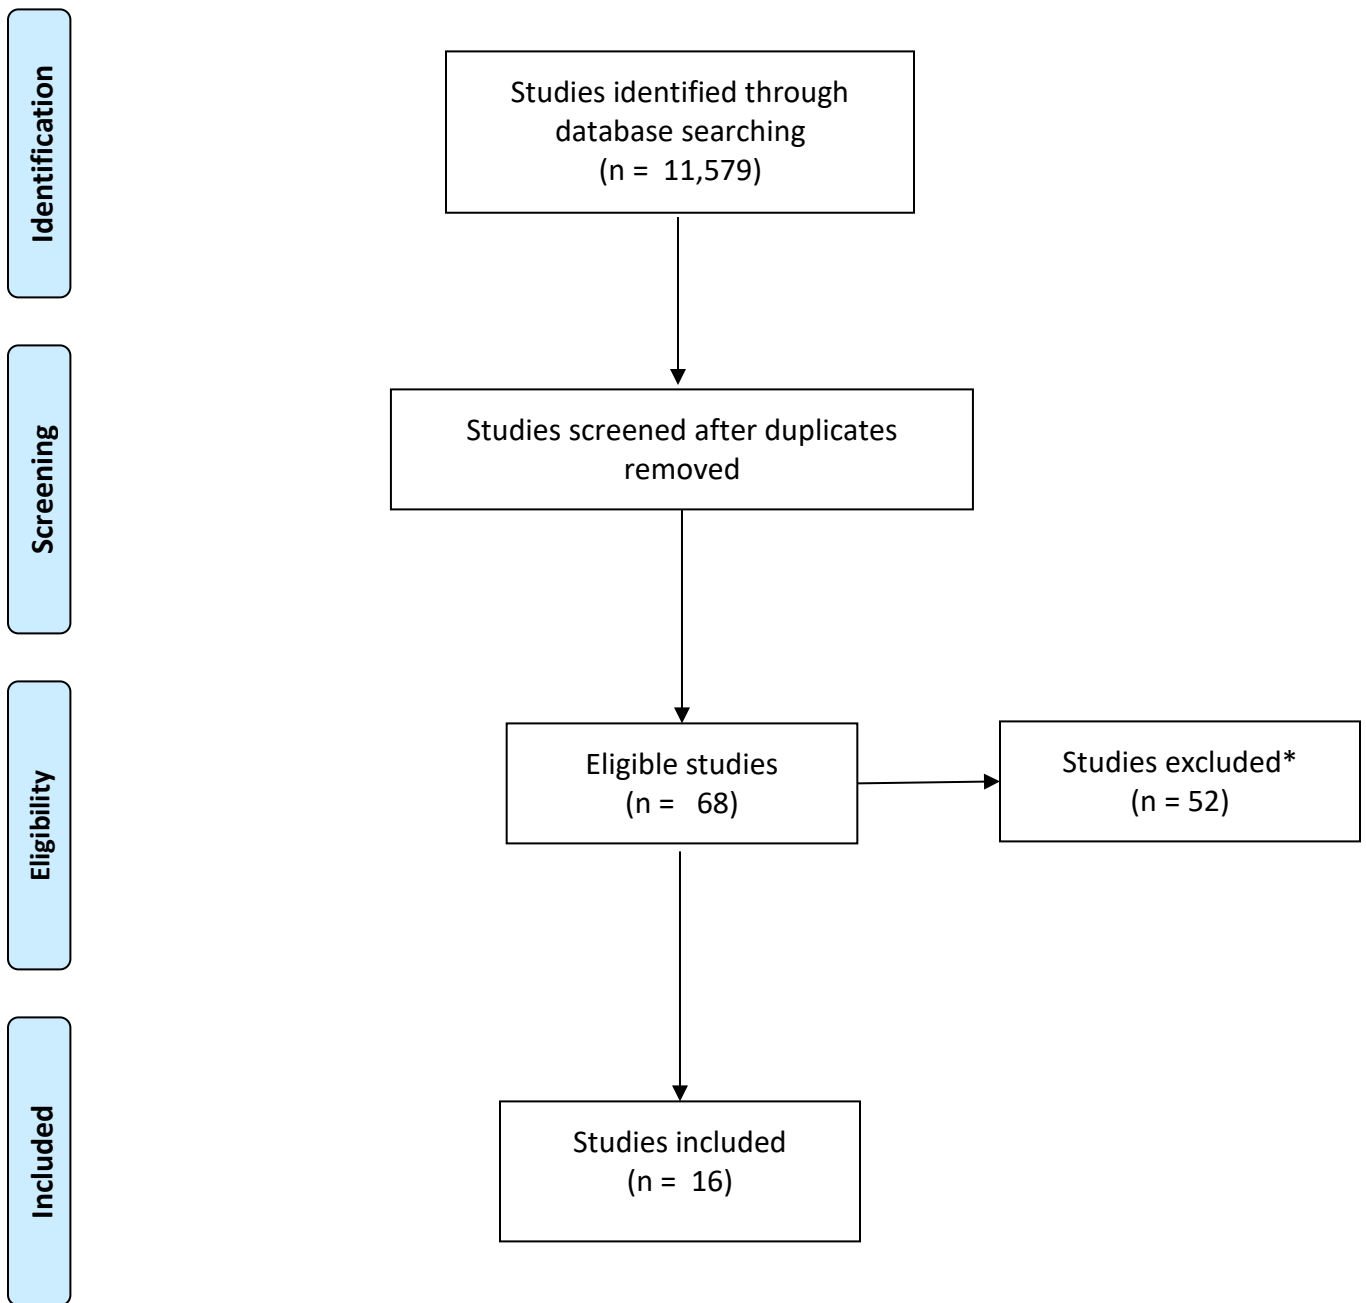 Identification
Studies identified through
database searching
(n =  11,579)
Screening
Studies screened after duplicates
removed
Eligibility
Eligible studies
(n =   68)
Studies excluded*
(n = 52)
Included
Studies included
(n =  16)